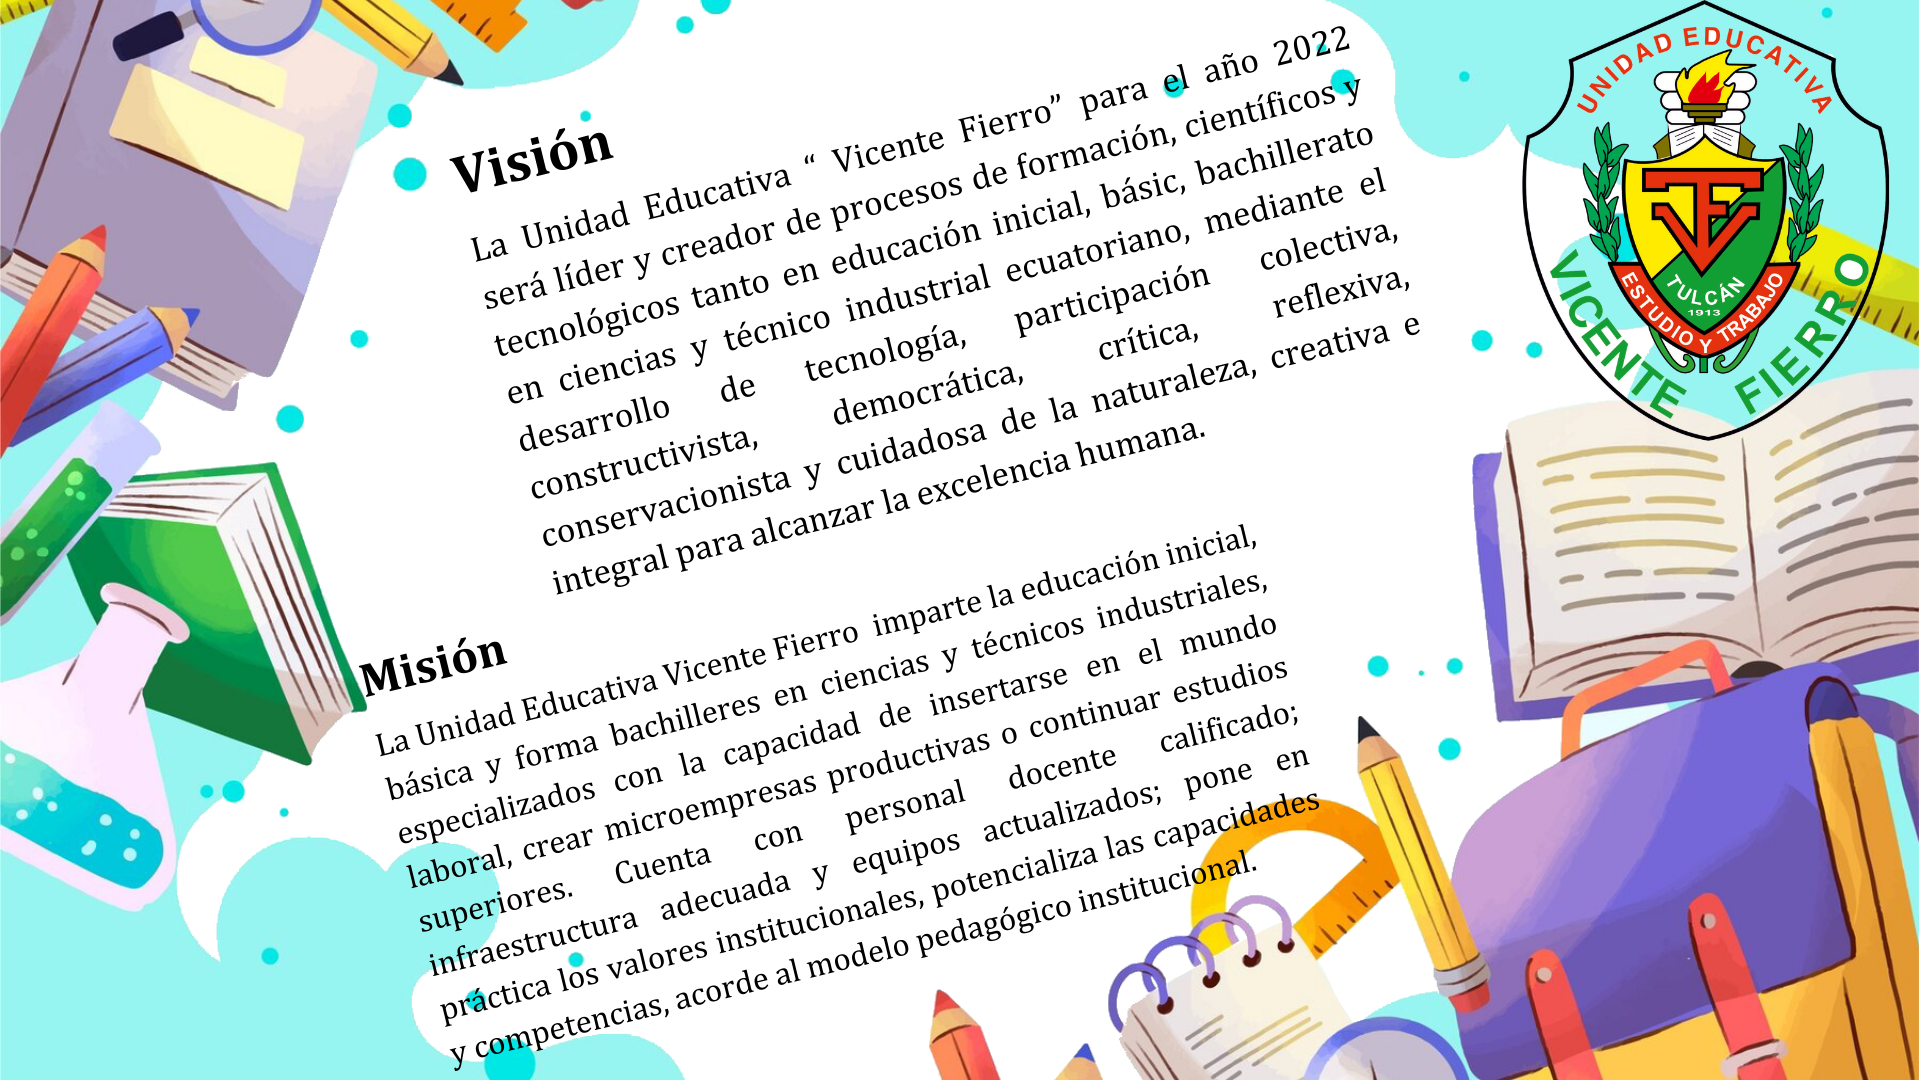 Visión
La Unidad Educativa “ Vicente Fierro” para el año 2022
será líder y creador de procesos de formación, científicos y
tecnológicos tanto en educación inicial, básic, bachillerato
en ciencias y técnico industrial ecuatoriano, mediante el
desarrollo de tecnología, participación colectiva,
constructivista, democrática, crítica, reflexiva,
conservacionista y cuidadosa de la naturaleza, creativa e
integral para alcanzar la excelencia humana.
Misión
La Unidad Educativa Vicente Fierro imparte la educación inicial,
básica y forma bachilleres en ciencias y técnicos industriales,
especializados con la capacidad de insertarse en el mundo
laboral, crear microempresas productivas o continuar estudios
superiores. Cuenta con personal docente calificado;
infraestructura adecuada y equipos actualizados; pone en
práctica los valores institucionales, potencializa las capacidades
y competencias, acorde al modelo pedagógico institucional.
UNIDAD EDUCATIVA
TFV
TULCÁN
1913
ESTUDIO Y TRABAJO
VICENTE FIERRO